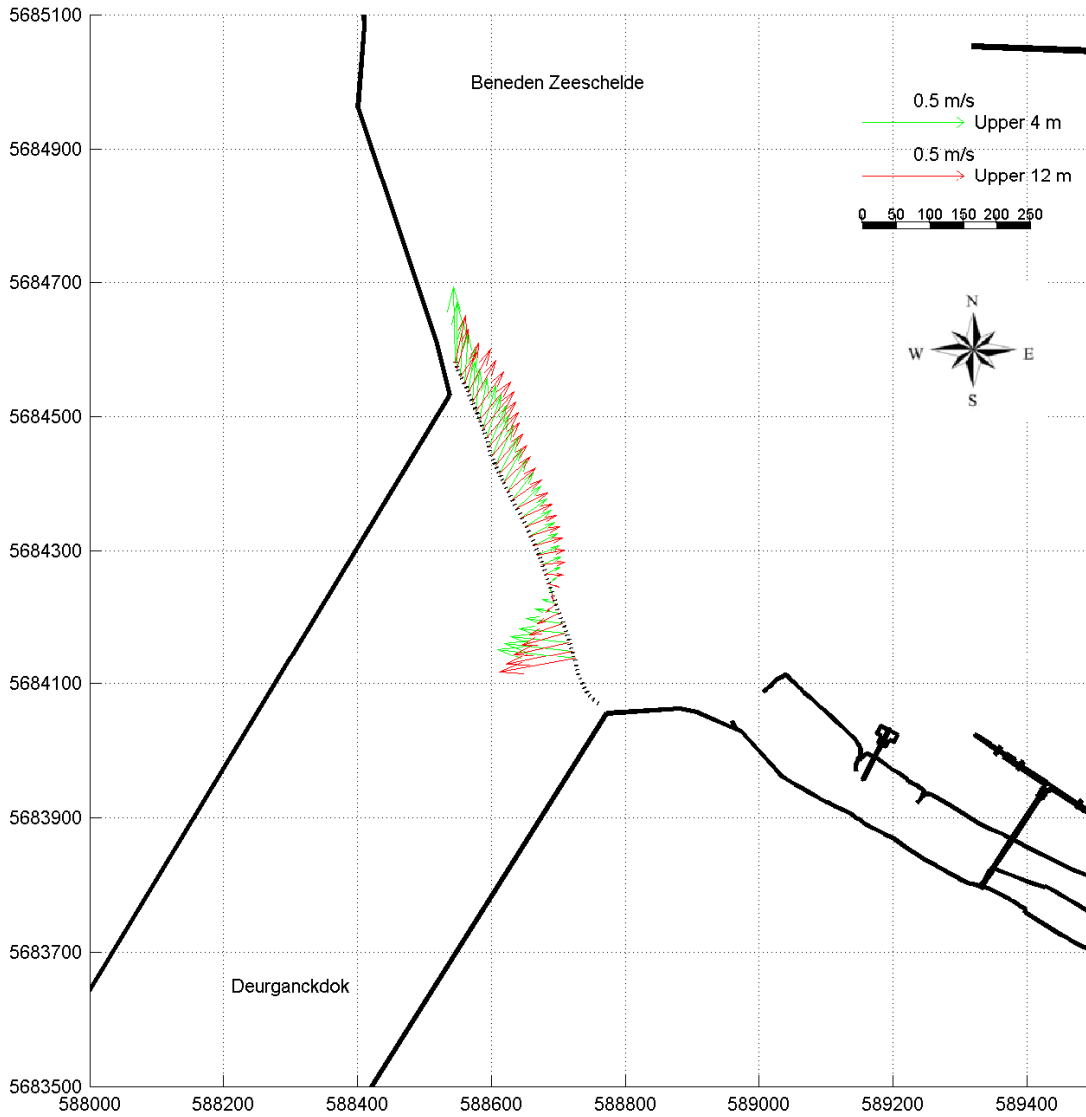 5685100
Beneden Zeeschelde
0.5 m/s
Upper 4 m
5684900
0.5 m/s
Upper 12 m
0 50 100 150 200 250
5684700
N
W E
S
5684500
5684300
5684100
5683900
5683700
Deurganckdok
5683500
588000 588200 588400 588600 588800 589000 589200 589400